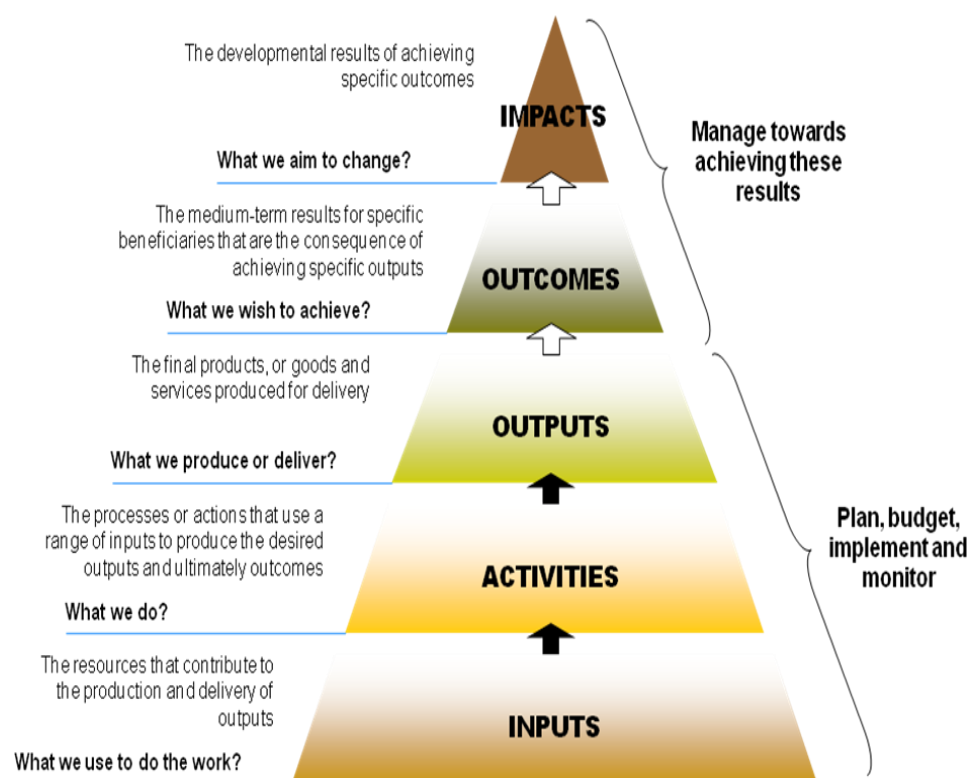 The developmental results of achieving
specific outcomes
IMPACTS
What we aim to change?
Manage towards
achieving these
results
The medium-term results for specific
beneficiaries that are the consequence of
achieving specific outputs
OUTCOMES
What we wish to achieve?
The final products, or goods and
services produced for delivery
OUTPUTS
What we produce or deliver?
The processes or actions that use a
range of inputs to produce the desired
outputs and ultimately outcomes
ACTIVITIES
What we do?
Plan, budget,
implement and
monitor
The resources that contribute to
the production and delivery of
outputs
INPUTS
What we use to do the work?